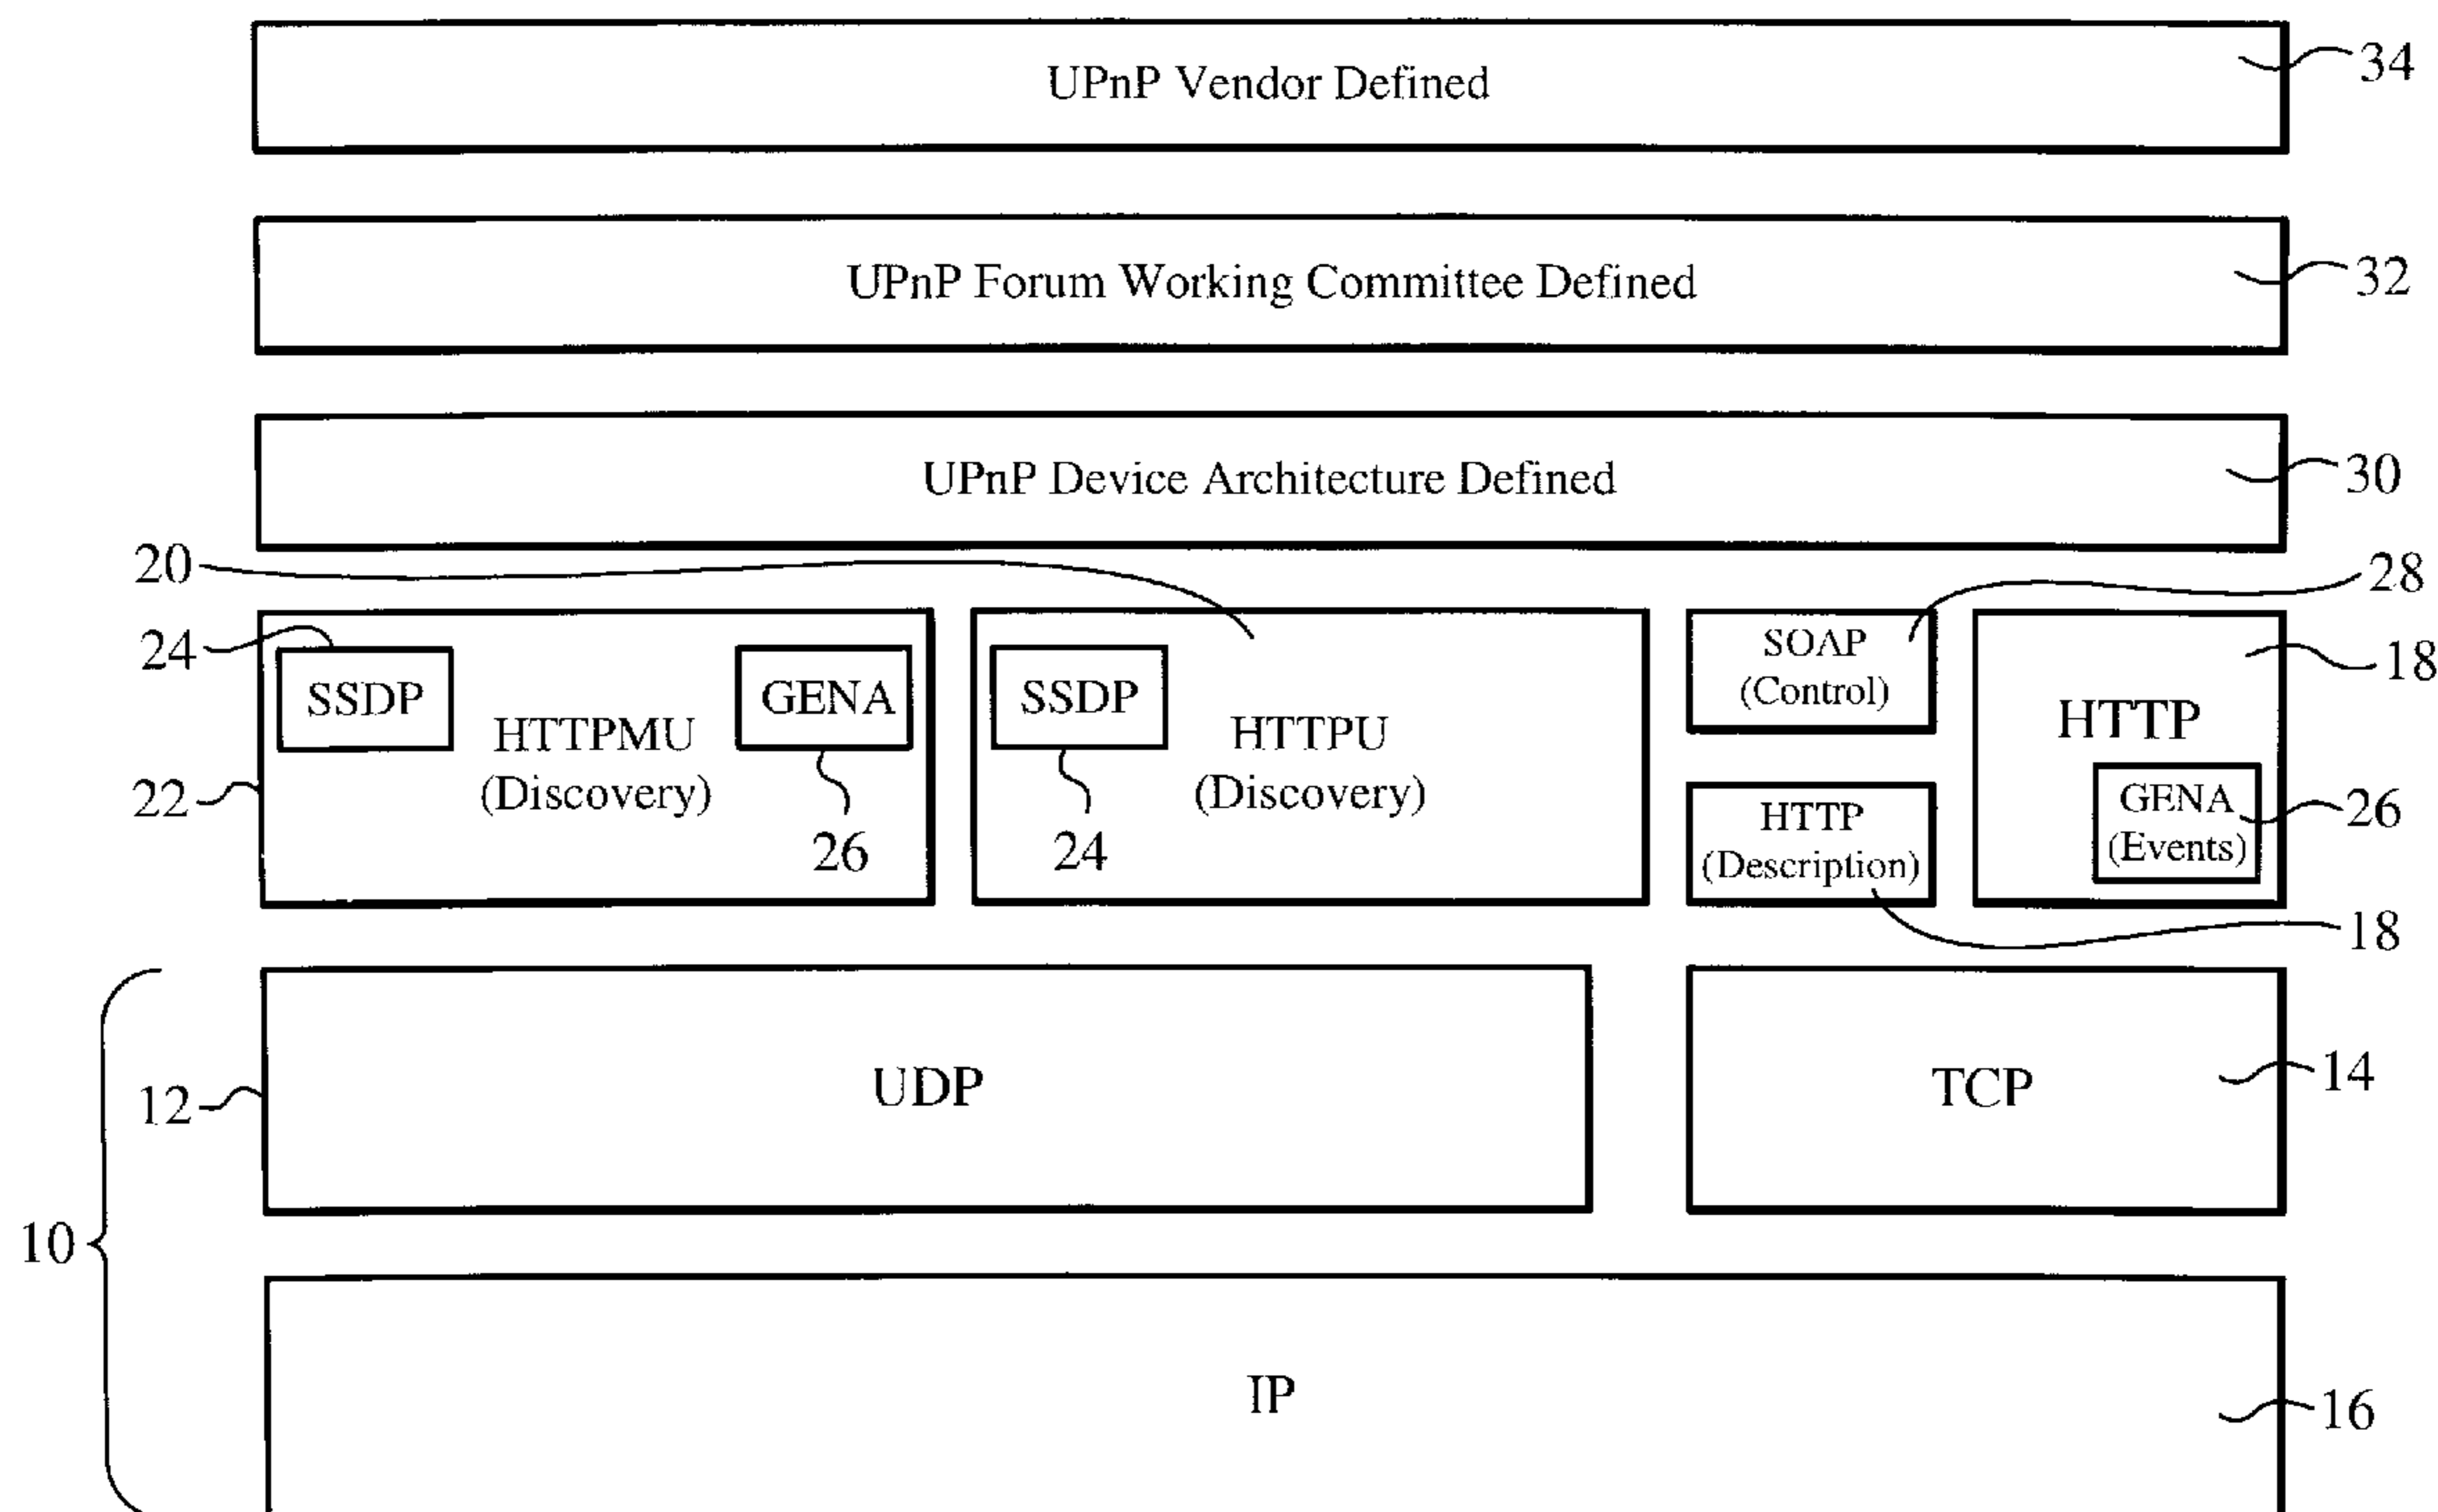 UPnP Vendor Defined
34
UPnP Forum Working Committee Defined
32
UPnP Device Architecture Defined
30
20
28
24
SSDP
HTTPMU
(Discovery)
GENA
22
26
SSDP
HTTPU
(Discovery)
24
SOAP
(Control)
HTTP
(Description)
18
HTTP
GENA
(Events)
26
18
10
12
UDP
TCP
14
IP
16